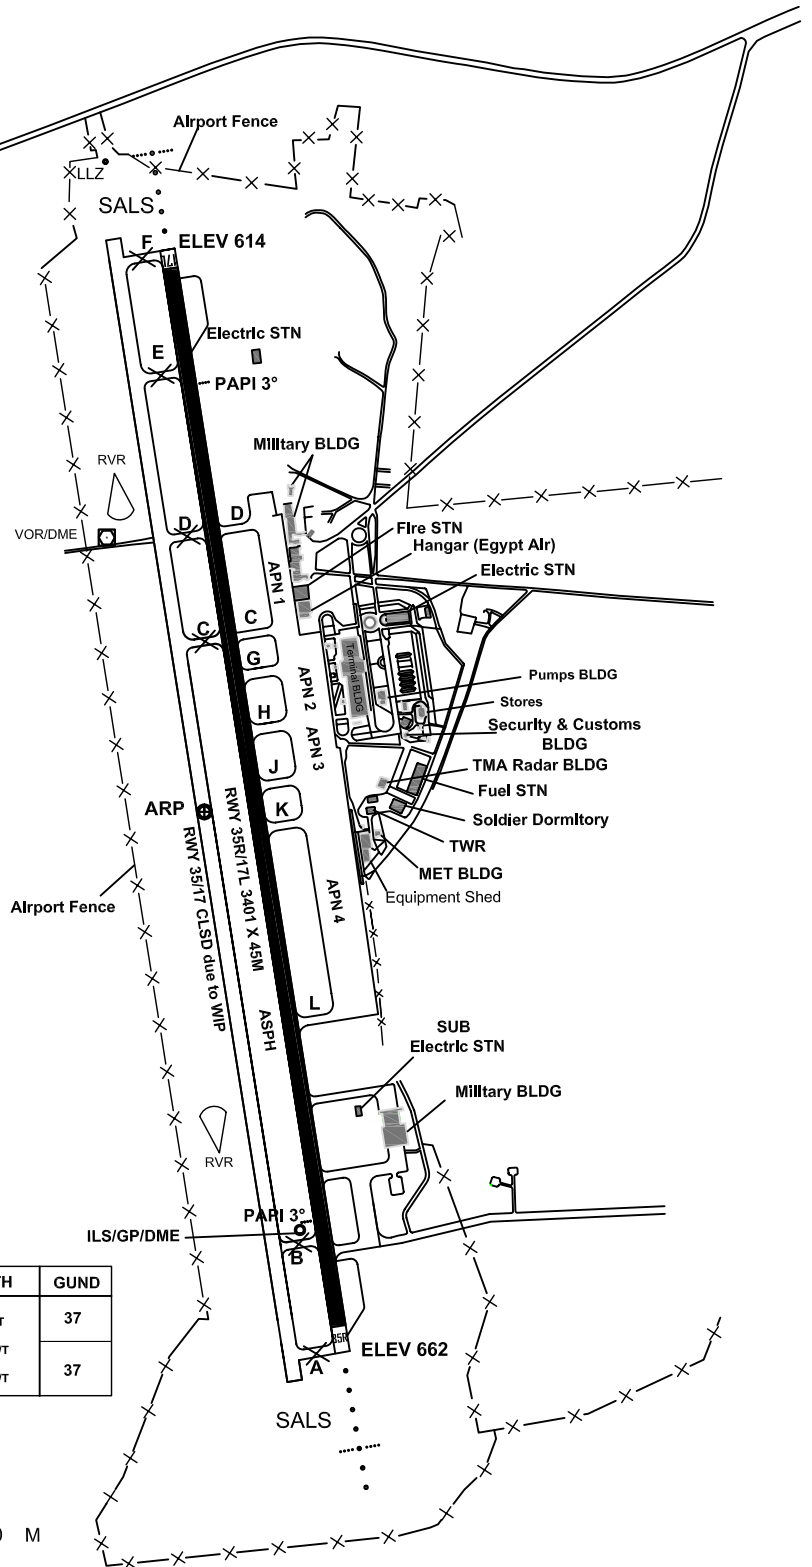 Airport Fence
LLZ
SALS
F
ELEV 614
17L
Electric STN
E
PAPI 3°
Military BLDG
RVR
D
D
VOR/DME
Fire STN
Hangar (Egypt Air)
Electric STN
APN 1
C
C
G
Terminal BLDG
Pumps BLDG
APN 2
H
Stores
Security & Customs
BLDG
APN 3
J
TMA Radar BLDG
Fuel STN
ARP
K
Soldier Dormitory
TWR
MET BLDG
Equipment Shed
RWY 35R/17L 3401 X 45M
RWY 35/17 CLSD due to WIP
APN 4
Airport Fence
L
ASPH
SUB
Electric STN
Military BLDG
RVR
PAPI 3°
ILS/GP/DME
B
GUND
37
37
35R
ELEV 662
A
SALS
M